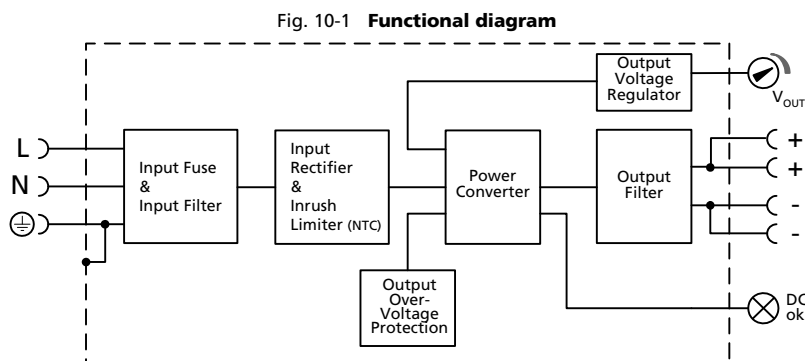 Fig. 10-1 Functional diagram
Output
Voltage
Regulator
VOUT
L
N
Input Fuse
&
Input Filter
Input
Rectifier
&
Inrush
Limiter (NTC)
Power
Converter
Output
Filter
+
+
-
-
Output
Over-
Voltage
Protection
DC
ok